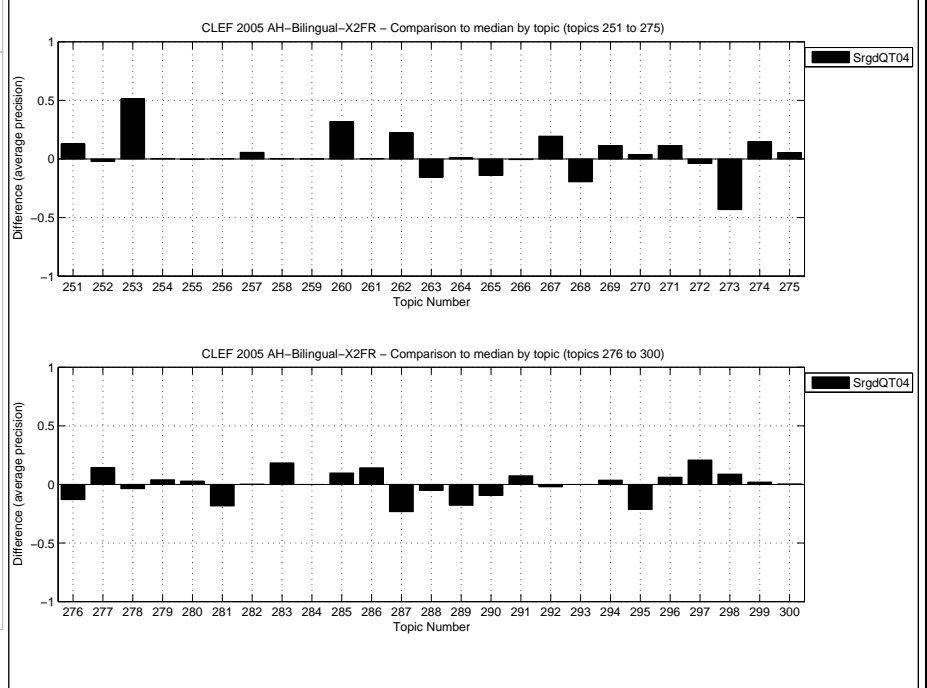 CLEF 2005 AH−Bilingual−X2FR − Comparison to median by topic (topics 251 to 275)
1
0.5
0
−0.5
−1
Difference (average precision)
SrgdQT04
251 252 253 254 255 256 257 258 259 260 261 262 263 264 265 266 267 268 269 270 271 272 273 274 275
Topic Number
CLEF 2005 AH−Bilingual−X2FR − Comparison to median by topic (topics 276 to 300)
1
0.5
0
−0.5
−1
Difference (average precision)
SrgdQT04
276 277 278 279 280 281 282 283 284 285 286 287 288 289 290 291 292 293 294 295 296 297 298 299 300
Topic Number